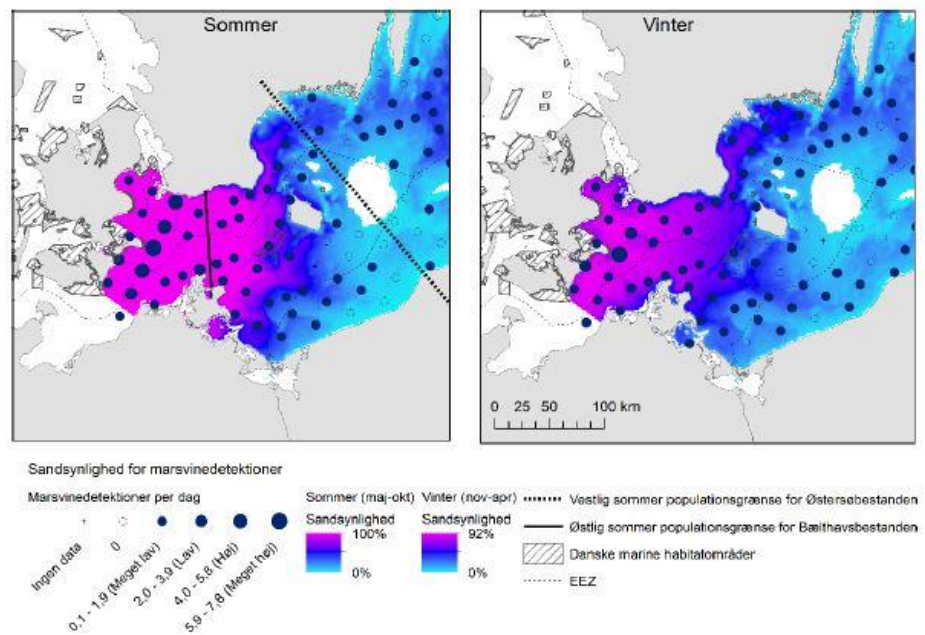 Sommer
Vinter
0 25 50 100 km
Sandsynlighed for marsvinedetektioner
Marsvinedetektioner per dag
Ingen data
0
0,1 - 1,9 (Meget lav)
2,0 - 3,9 (Lav)
4,0 - 5,8 (Høj)
5,9 - 7,8 (Meget høj)
Sommer (maj-okt)
Sandsynlighed
100%
0%
Vinter (nov-apr)
Sandsynlighed
92%
0%
Vestlig sommer populationsgrænse for Østersøbestanden
Østlig sommer populationsgrænse for Bælthavsbestanden
Danske marine habitatområder
EEZ